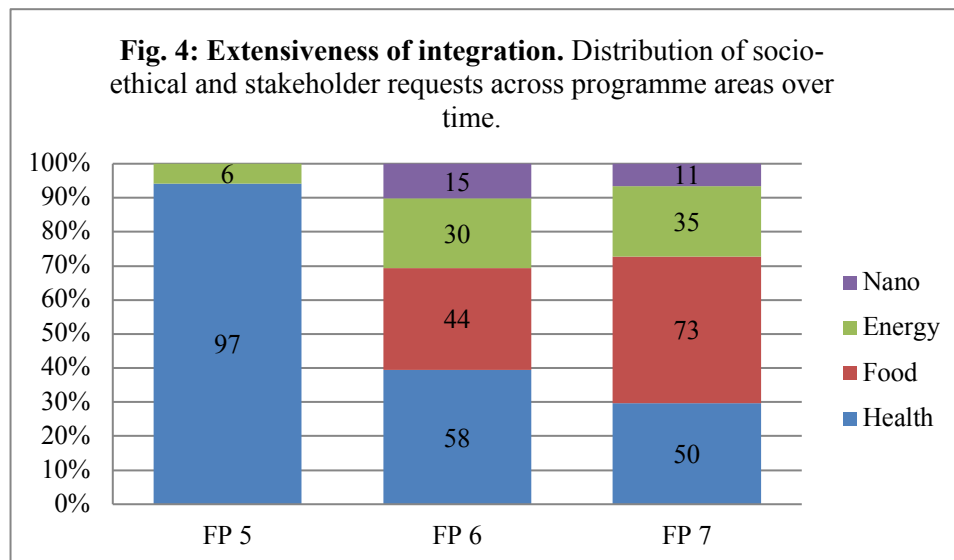 Fig. 4: Extensiveness of integration. Distribution of socio-
ethical and stakeholder requests across programme areas over
time.
100%
90%
80%
70%
60%
50%
40%
30%
20%
10%
0%
6
97
15
30
44
58
11
35
73
50
FP 5
FP 6
FP 7
Nano
Energy
Food
Health